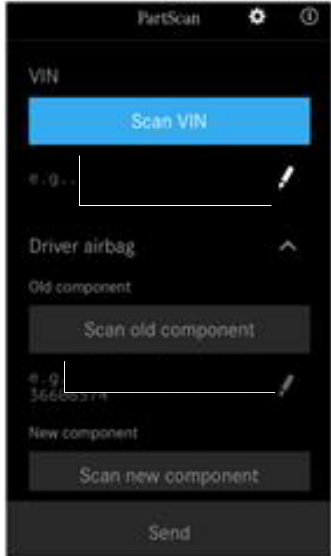 PartScan
VIN
Scan VIN
e.g..
Driver airbag
Old component
Scan old component
e.g.
New component
Scan new component
Send